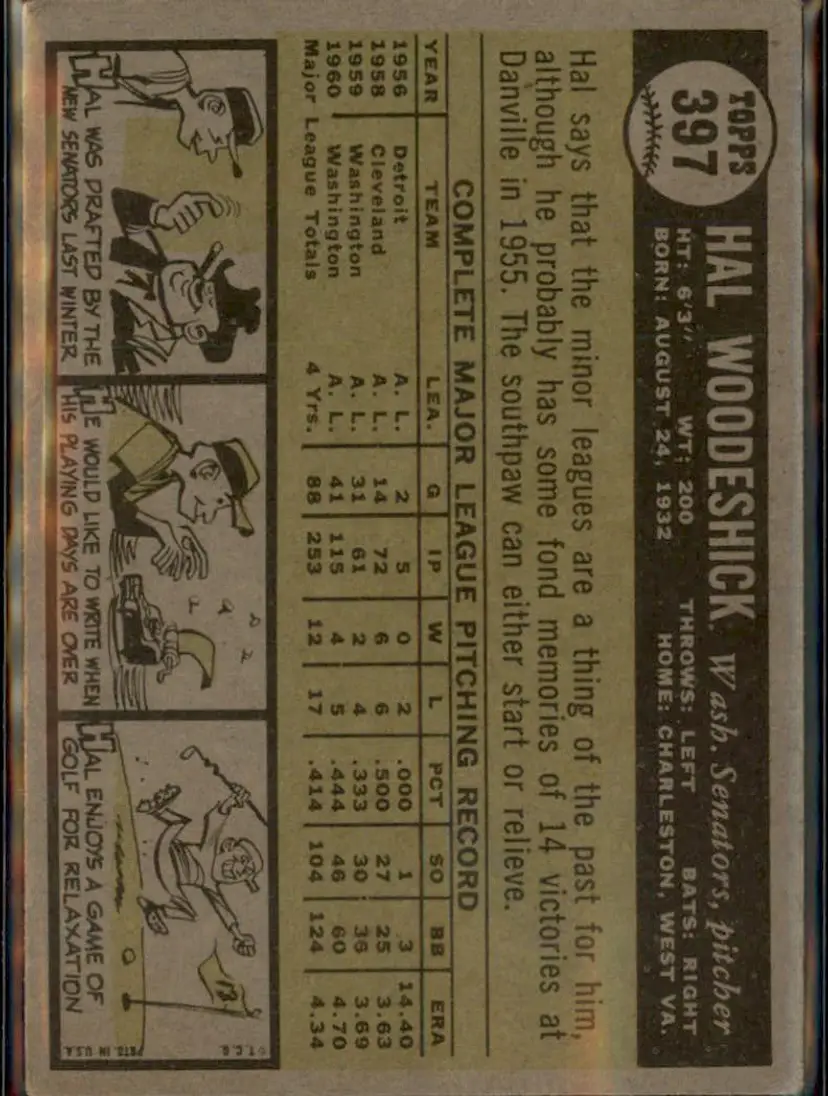 TOPPS
397
HAL WOODESHICK Wash. Senators, pitcher
HT: 6'3" WT: 200 THROWS: LEFT BATS: RIGHT
BORN: AUGUST 24, 1932 HOME: CHARLESTON, WEST VA.
Hal says that the minor leagues are a thing of the past for him,
although he probably has some fond memories of 14 victories at
Danville in 1955. The southpaw can either start or relieve.
COMPLETE MAJOR LEAGUE PITCHING RECORD
YEAR TEAM LEA. G IP W L PCT SO BB ERA
1956 Detroit A. L. 2 5 0 2 .000 1 3 14.40
1958 Cleveland A. L. 14 72 6 6 .500 27 25 3.63
1959 Washington A. L. 31 61 2 4 .333 30 36 3.69
1960 Washington A. L. 41 115 4 5 .444 46 60 4.70
Major League Totals 4 Yrs. 88 253 12 17 .414 104 124 4.34
HAL WAS DRAFTED BY THE
NEW SENATORS LAST WINTER
HE WOULD LIKE TO WRITE WHEN
HIS PLAYING DAYS ARE OVER
18
HAL ENJOYS A GAME OF
GOLF FOR RELAXATION
© T. C. G.
PRTD. IN U.S.A.